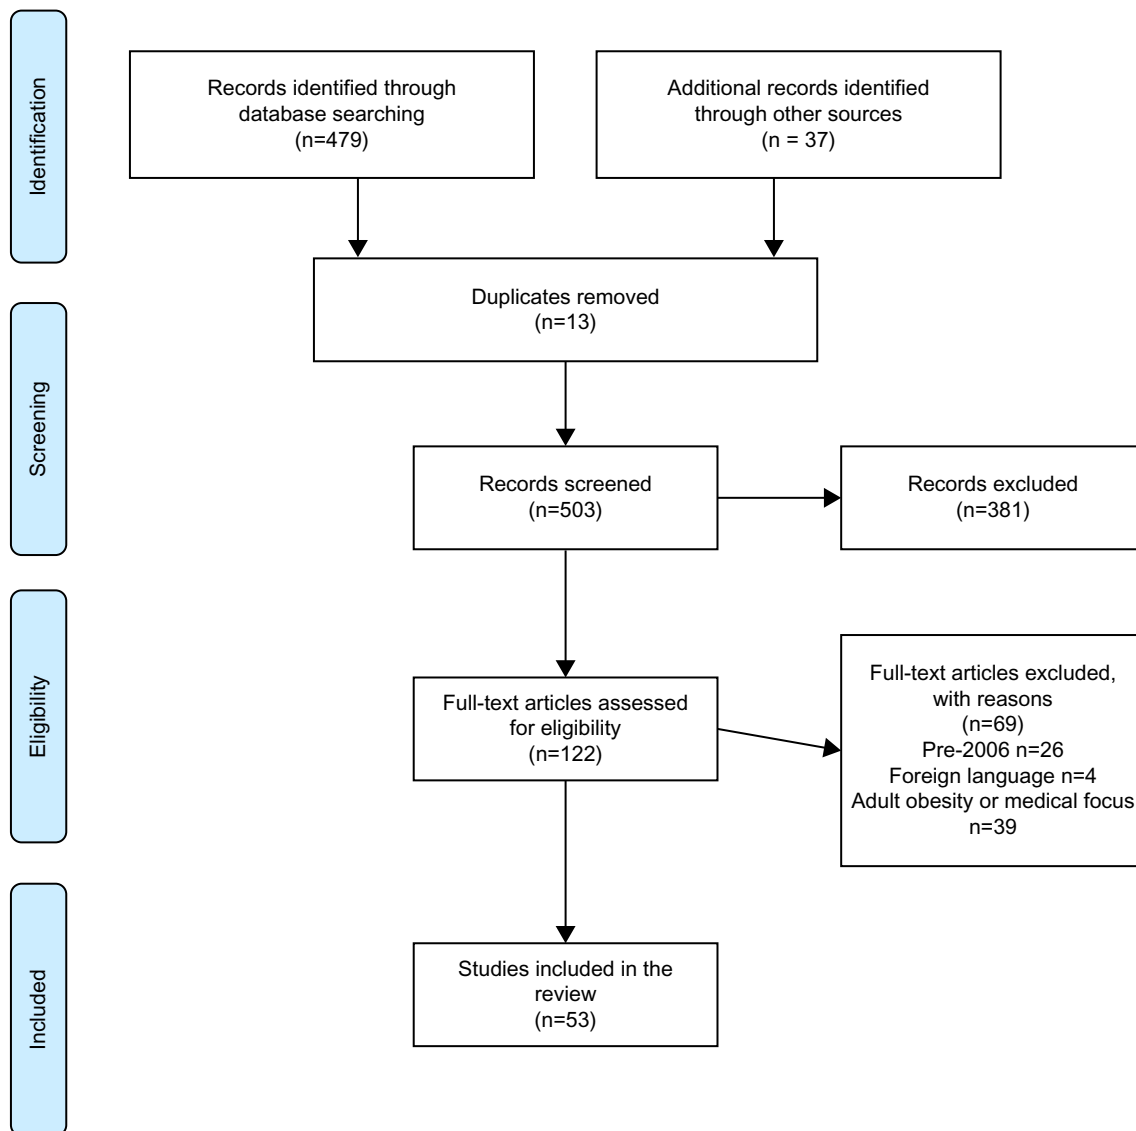 Identification
Records identified through
database searching
(n=479)
Additional records identified
through other sources
(n = 37)
Duplicates removed
(n=13)
Screening
Records screened
(n=503)
Records excluded
(n=381)
Eligibility
Full-text articles assessed
for eligibility
(n=122)
Full-text articles excluded,
with reasons
(n=69)
Pre-2006 n=26
Foreign language n=4
Adult obesity or medical focus
n=39
Included
Studies included in the
review
(n=53)